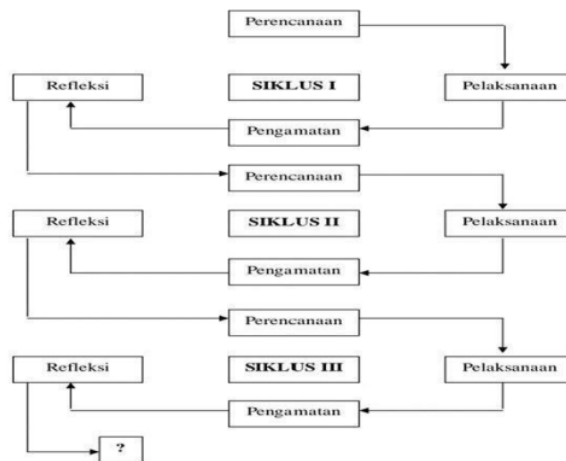 Perencanaan
Refleksi
SIKLUS I
Pelaksanaan
Pengamatan
Perencanaan
Refleksi
SIKLUS II
Pelaksanaan
Pengamatan
Perencanaan
Refleksi
SIKLUS III
Pelaksanaan
Pengamatan
?